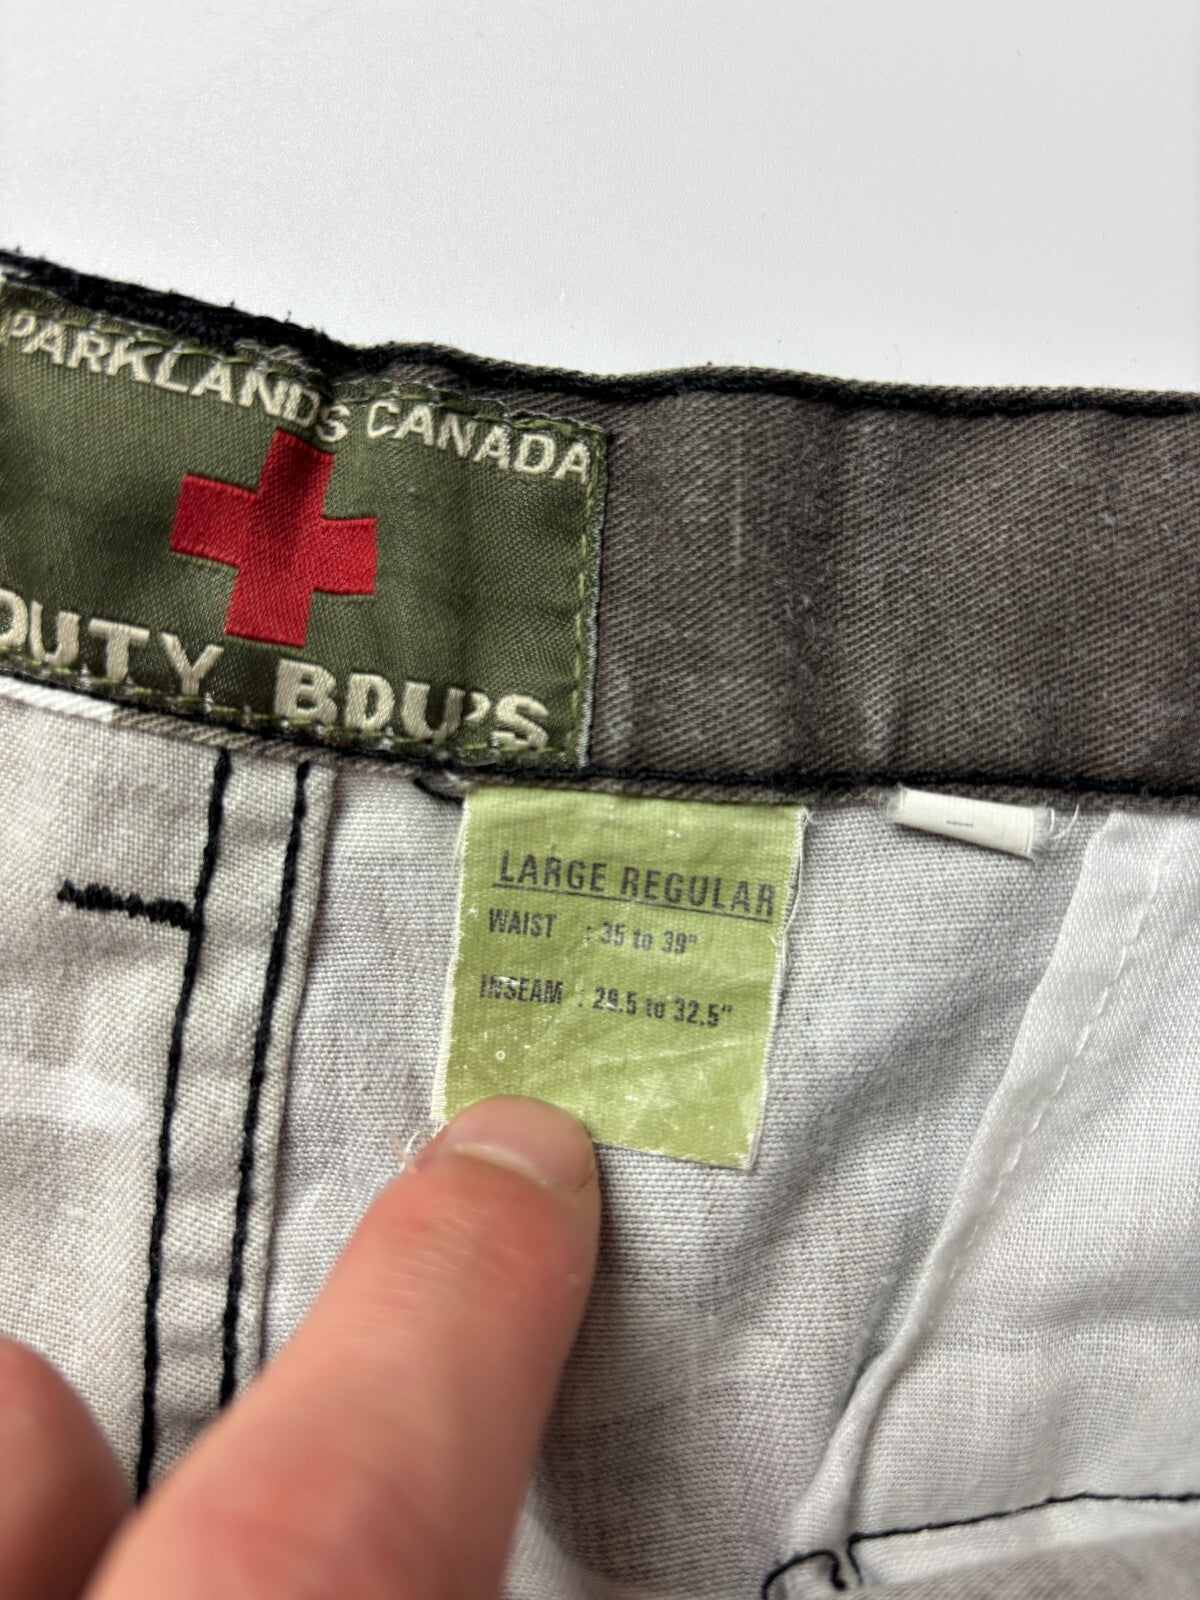 PARKLANDS CANADA
DUTY BDU'S
LARGE REGULAR
WAIST : 35 to 39"
INSEAM : 29.5 to 32.5"